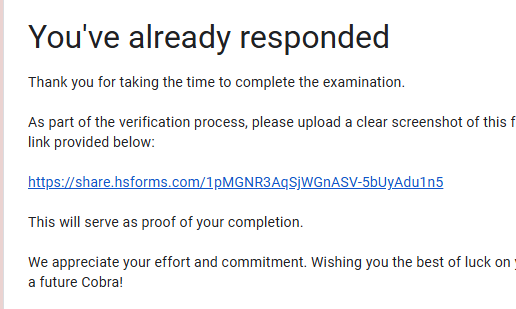 You've already responded
Thank you for taking the time to complete the examination.
As part of the verification process, please upload a clear screenshot of this
link provided below:
https://share.hsforms.com/1pMGNR3AqSjWGnASV-5bUyAdu1n5
This will serve as proof of your completion.
We appreciate your effort and commitment. Wishing you the best of luck on
a future Cobra!